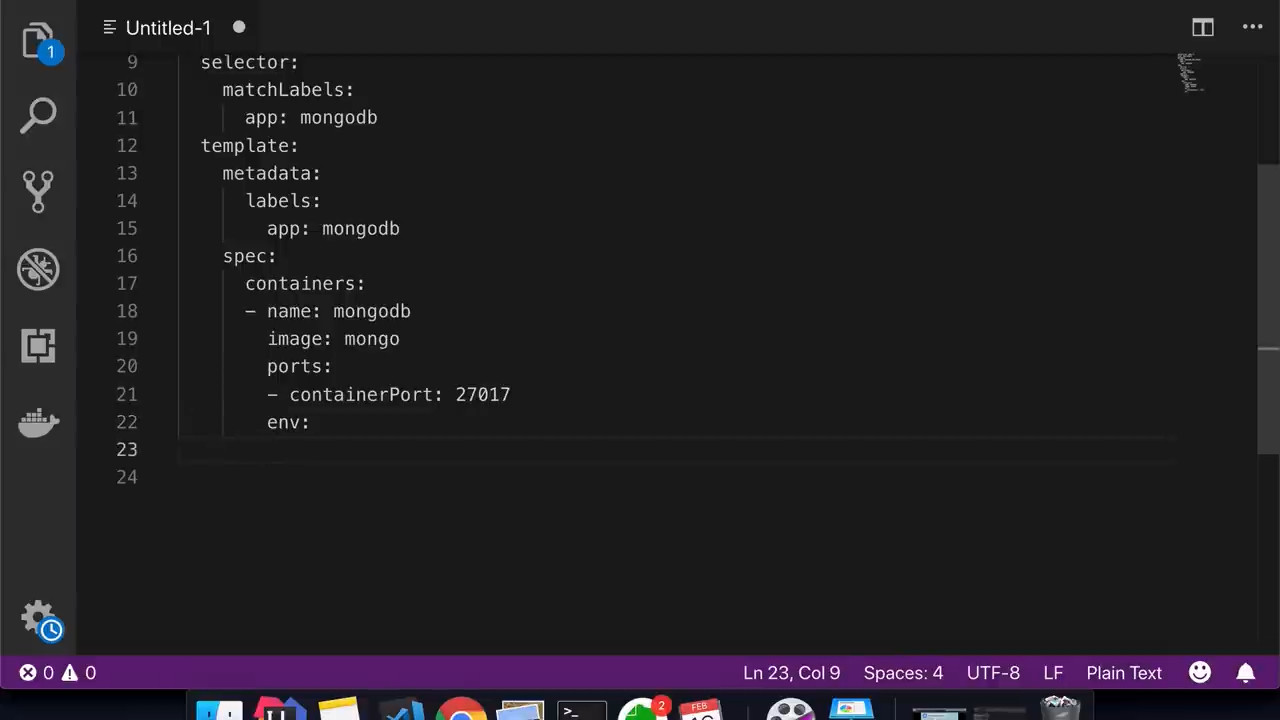 1
Untitled-1
9 selector:
10 matchLabels:
11 app: mongodb
12 template:
13 metadata:
14 labels:
15 app: mongodb
16 spec:
17 containers:
18 - name: mongodb
19 image: mongo
20 ports:
21 - containerPort: 27017
22 env:
23
24
0 0 Ln 23, Col 9 Spaces: 4 UTF-8 LF Plain Text
>_ 2 FEB